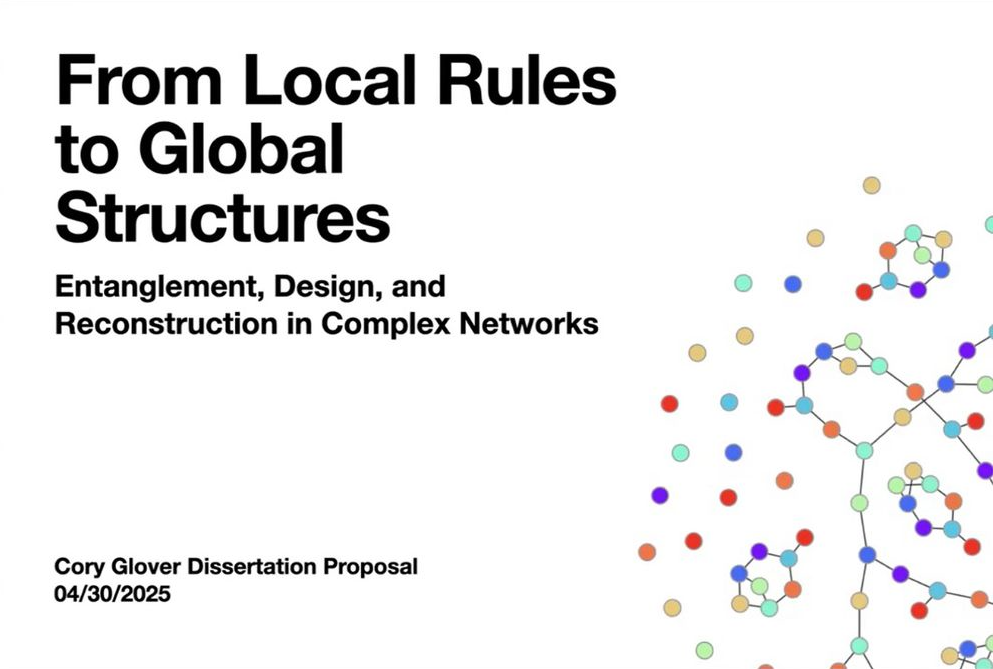 From Local Rules
to Global
Structures
Entanglement, Design, and
Reconstruction in Complex Networks
Cory Glover Dissertation Proposal
04/30/2025